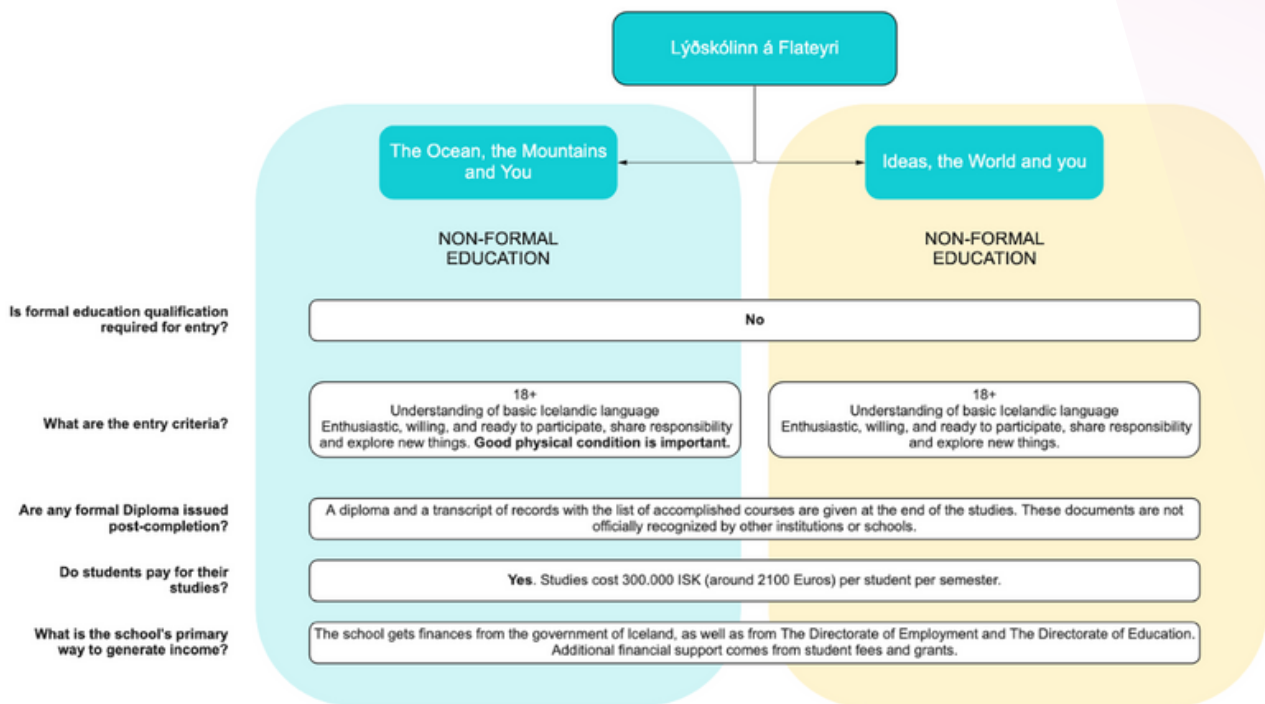 Lýðskólinn á Flateyri
The Ocean, the Mountains
and You
Ideas, the World and you
NON-FORMAL
EDUCATION
NON-FORMAL
EDUCATION
Is formal education qualification
required for entry?
No
What are the entry criteria?
18+
Understanding of basic Icelandic language
Enthusiastic, willing, and ready to participate, share responsibility
and explore new things. Good physical condition is important.
18+
Understanding of basic Icelandic language
Enthusiastic, willing, and ready to participate, share responsibility
and explore new things.
Are any formal Diploma issued
post-completion?
A diploma and a transcript of records with the list of accomplished courses are given at the end of the studies. These documents are not
officially recognized by other institutions or schools.
Do students pay for their
studies?
Yes. Studies cost 300.000 ISK (around 2100 Euros) per student per semester.
What is the school's primary
way to generate income?
The school gets finances from the government of Iceland, as well as from The Directorate of Employment and The Directorate of Education.
Additional financial support comes from student fees and grants.